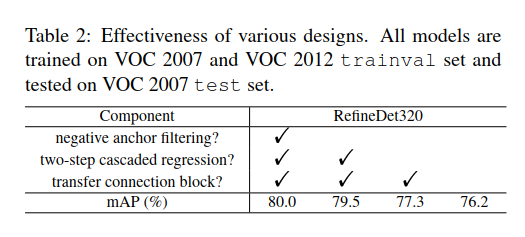 Table 2: Effectiveness of various designs. All models are
trained on VOC 2007 and VOC 2012 trainval set and
tested on VOC 2007 test set.
Component RefineDet320
negative anchor filtering? ✓
two-step cascaded regression? ✓ ✓
transfer connection block? ✓ ✓ ✓
mAP (%) 80.0 79.5 77.3 76.2